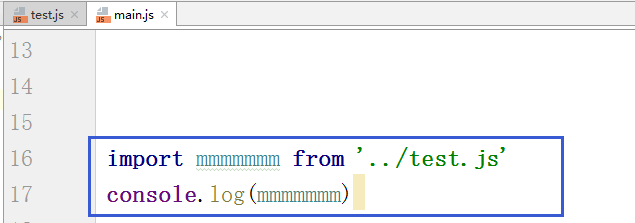 test.js main.js
13
14
15
16 import mmmmmmm from '../test.js'
17 console.log(mmmmmmm)